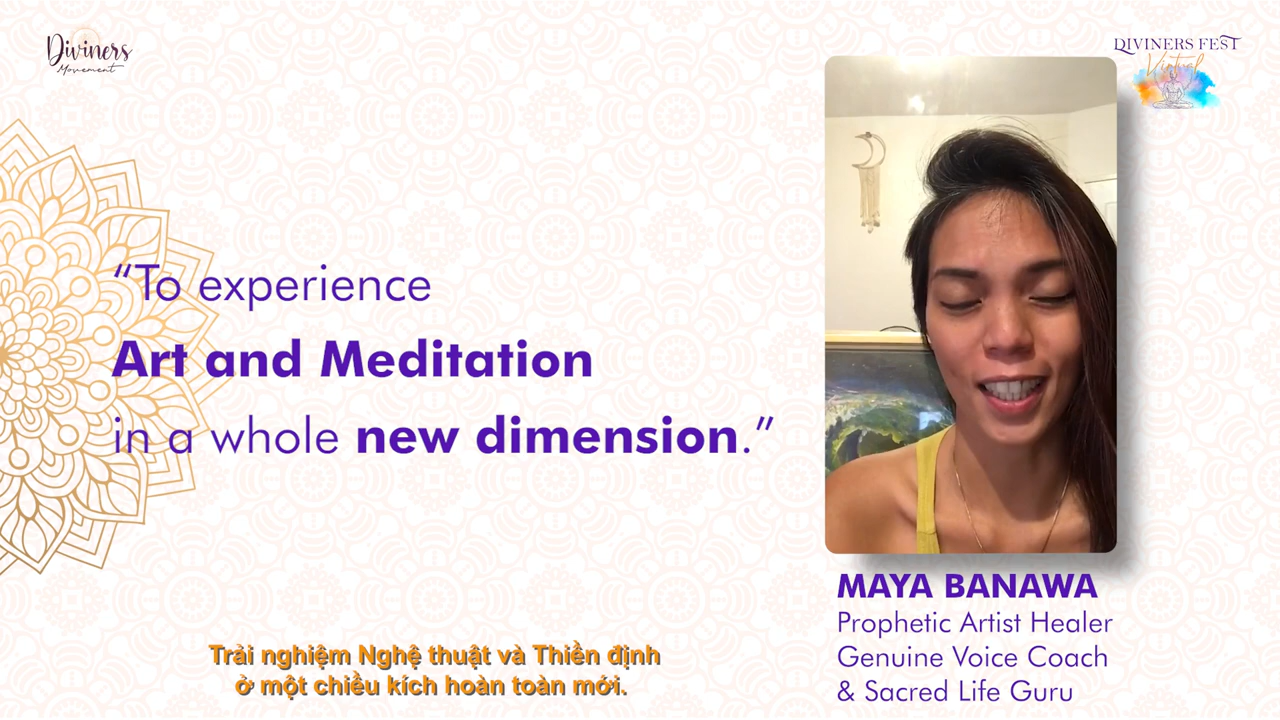 Diviners
Movement
DIVINERS FEST
Virtual
“To experience
Art and Meditation
in a whole new dimension.”
MAYA BANAWA
Prophetic Artist Healer
Genuine Voice Coach
& Sacred Life Guru
Trải nghiệm Nghệ thuật và Thiền định
ở một chiều kích hoàn toàn mới.